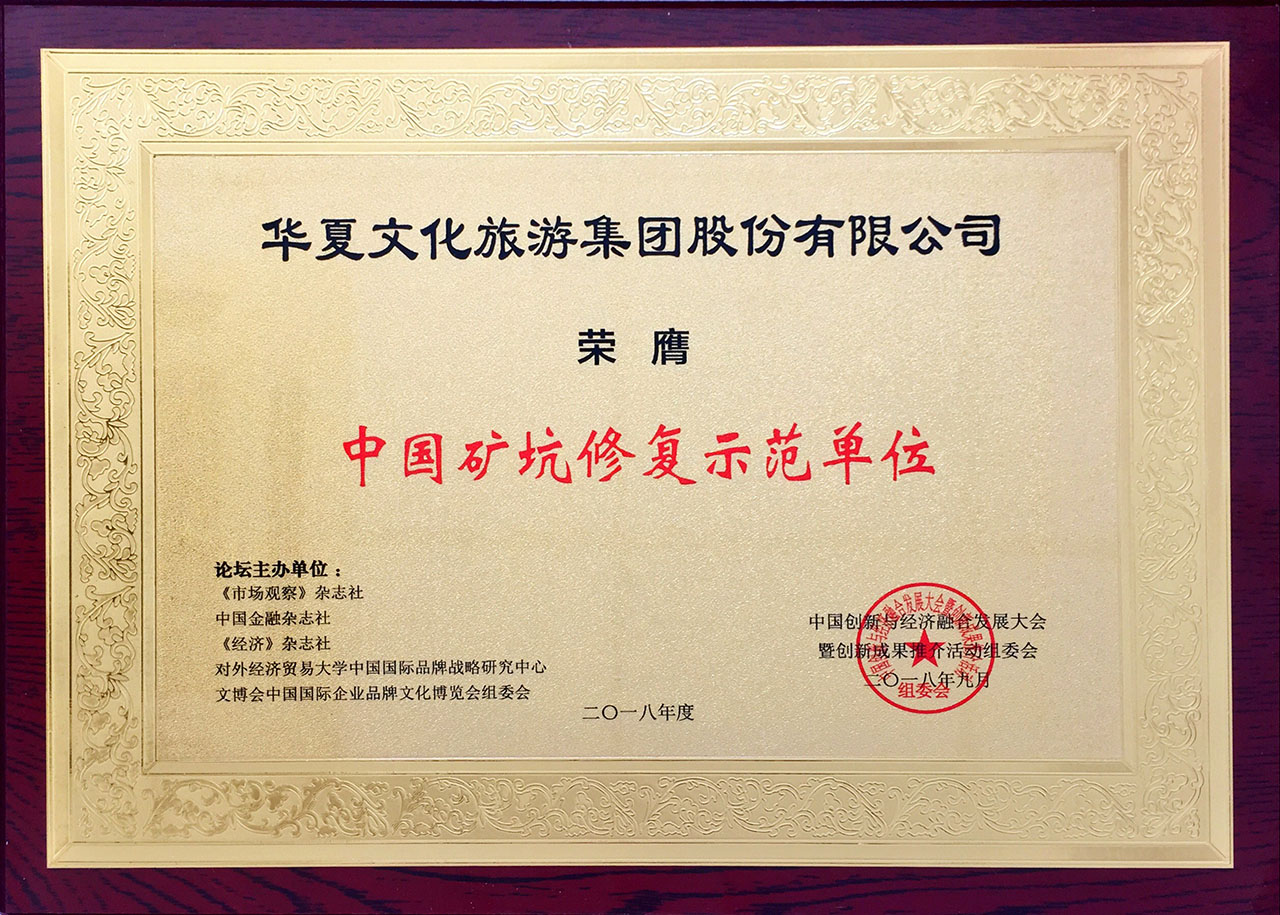 华夏文化旅游集团股份有限公司
荣膺
中国矿坑修复示范单位
论坛主办单位：
《市场观察》杂志社
中国金融杂志社
《经济》杂志社
对外经济贸易大学中国国际品牌战略研究中心
文博会中国国际企业品牌文化博览会组委会
二〇一八年度
中国创新与经济融合发展大会
暨创新成果推介活动组委会
二〇一八年九月
组委会